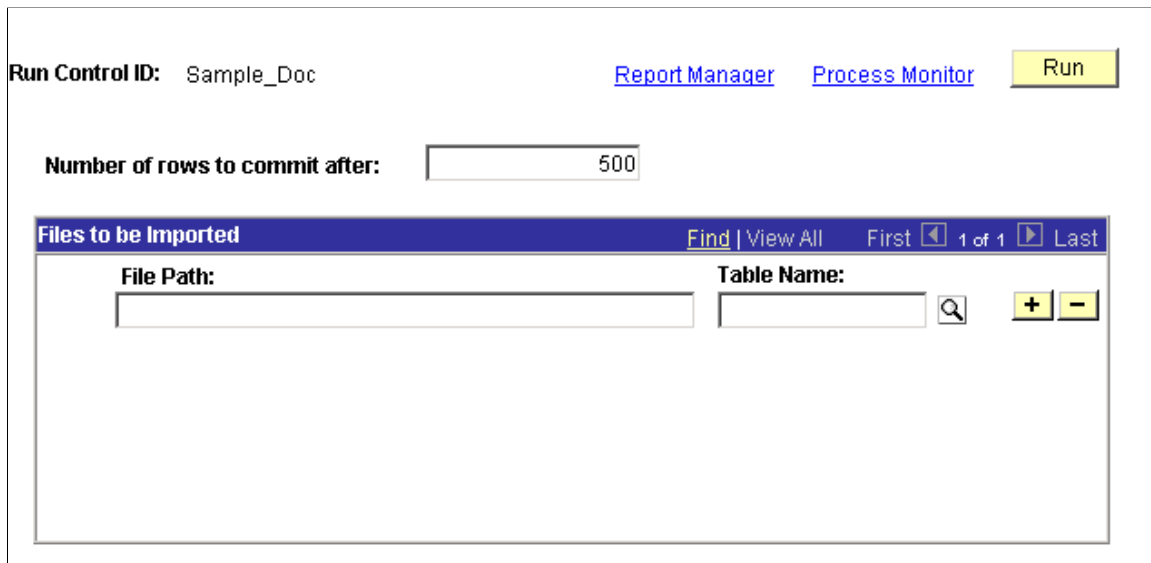 Run Control ID: Sample_Doc Report Manager Process Monitor Run
Number of rows to commit after: 500
Files to be Imported Find | View All First 1 of 1 Last
File Path: Table Name:
+ −